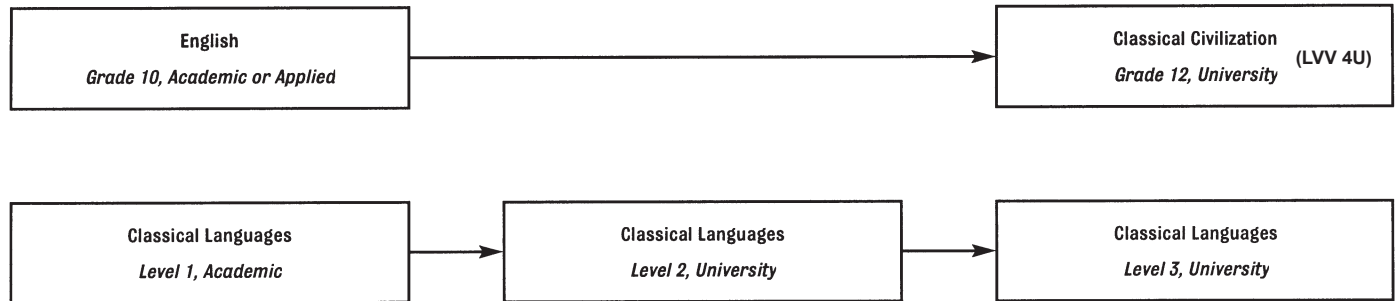 English
Grade 10, Academic or Applied
Classical Civilization
Grade 12, University
(LVV 4U)
Classical Languages
Level 1, Academic
Classical Languages
Level 2, University
Classical Languages
Level 3, University